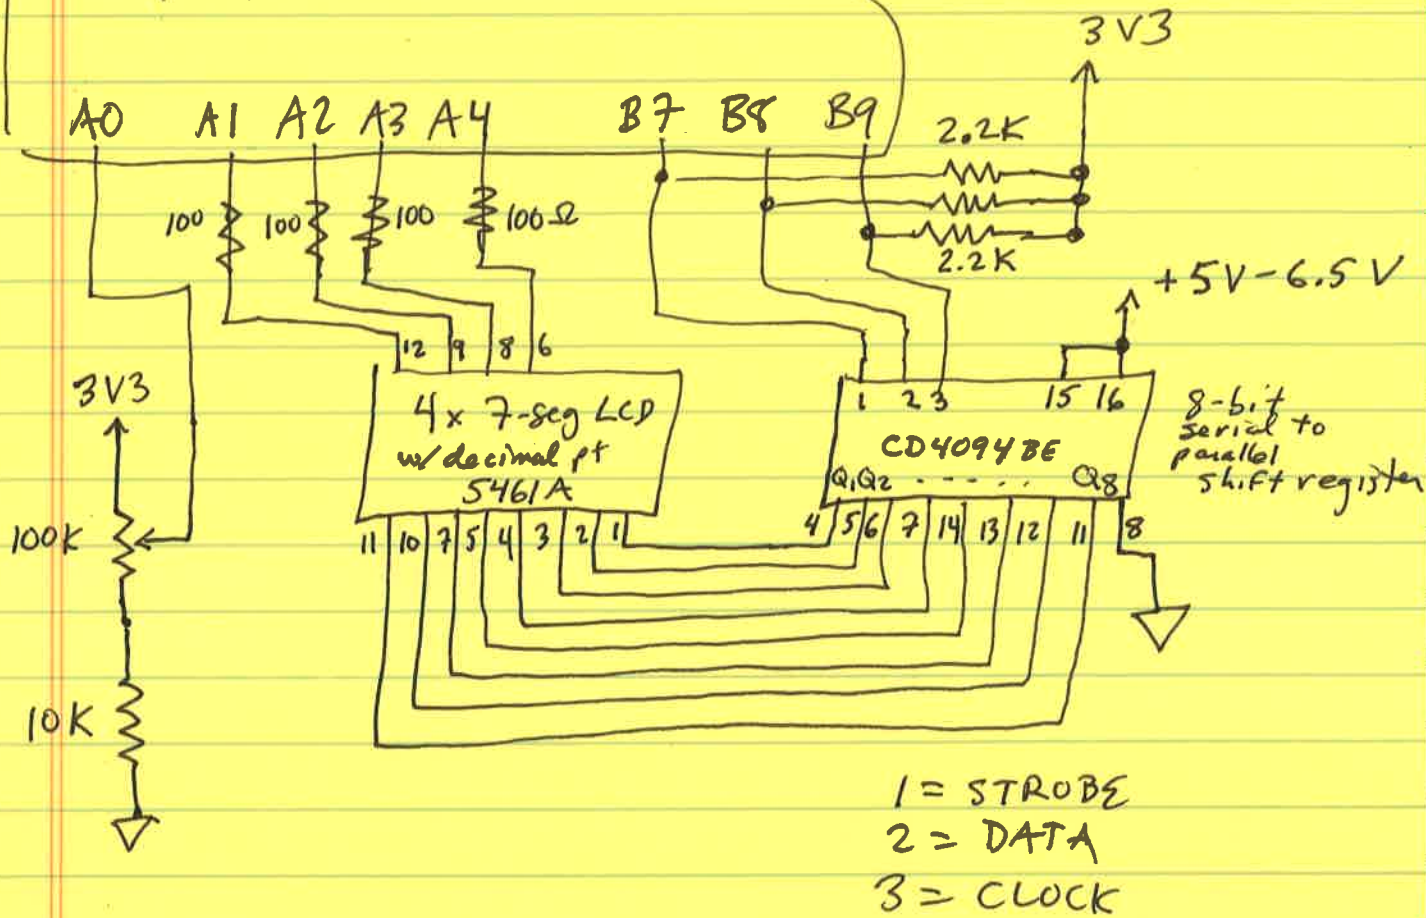 3V3
A0 A1 A2 A3 A4 B7 B8 B9
2.2K
100 100 100 100Ω
2.2K
+5V-6.5V
12 9 8 6
3V3
1 2 3 15 16
4x 7-seg LCD
w/decimal pt
5461A
CD4094BE
Q1 Q2 ..... Q8
8-bit
serial to
parallel
shift register
100K
11 10 7 5 4 3 2 1
4 5 6 7 14 13 12 11 8
10K
1 = STROBE
2 = DATA
3 = CLOCK